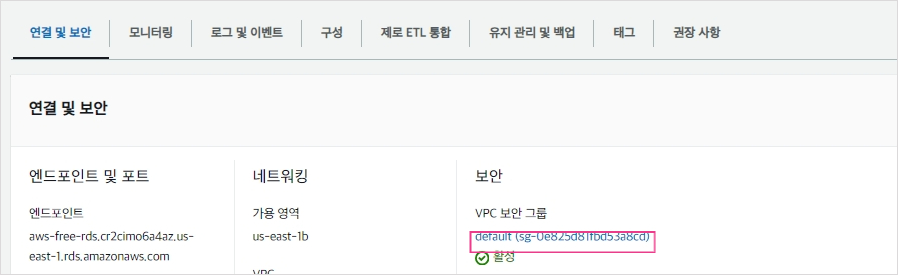 연결 및 보안 모니터링 로그 및 이벤트 구성 제로 ETL 통합 유지 관리 및 백업 태그 권장 사항
연결 및 보안
엔드포인트 및 포트
엔드포인트
aws-free-rds.cr2cimo6a4az.us-
east-1.rds.amazonaws.com
네트워킹
가용 영역
us-east-1b
VPC
보안
VPC 보안 그룹
default (sg-0e825d81fbd53a8cd)
활성